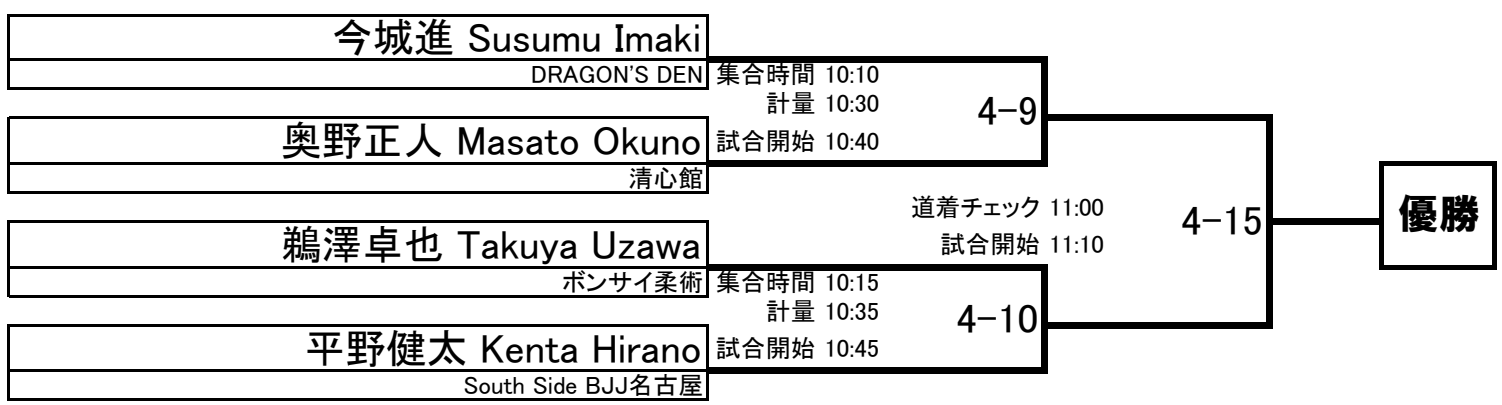 今城進 Susumu Imaki
DRAGON'S DEN
集合時間 10:10
計量 10:30
4-9
奥野正人 Masato Okuno
試合開始 10:40
清心館
道着チェック 11:00
4-15
優勝
試合開始 11:10
鵜澤卓也 Takuya Uzawa
ボンサイ柔術
集合時間 10:15
計量 10:35
4-10
平野健太 Kenta Hirano
試合開始 10:45
South Side BJJ名古屋